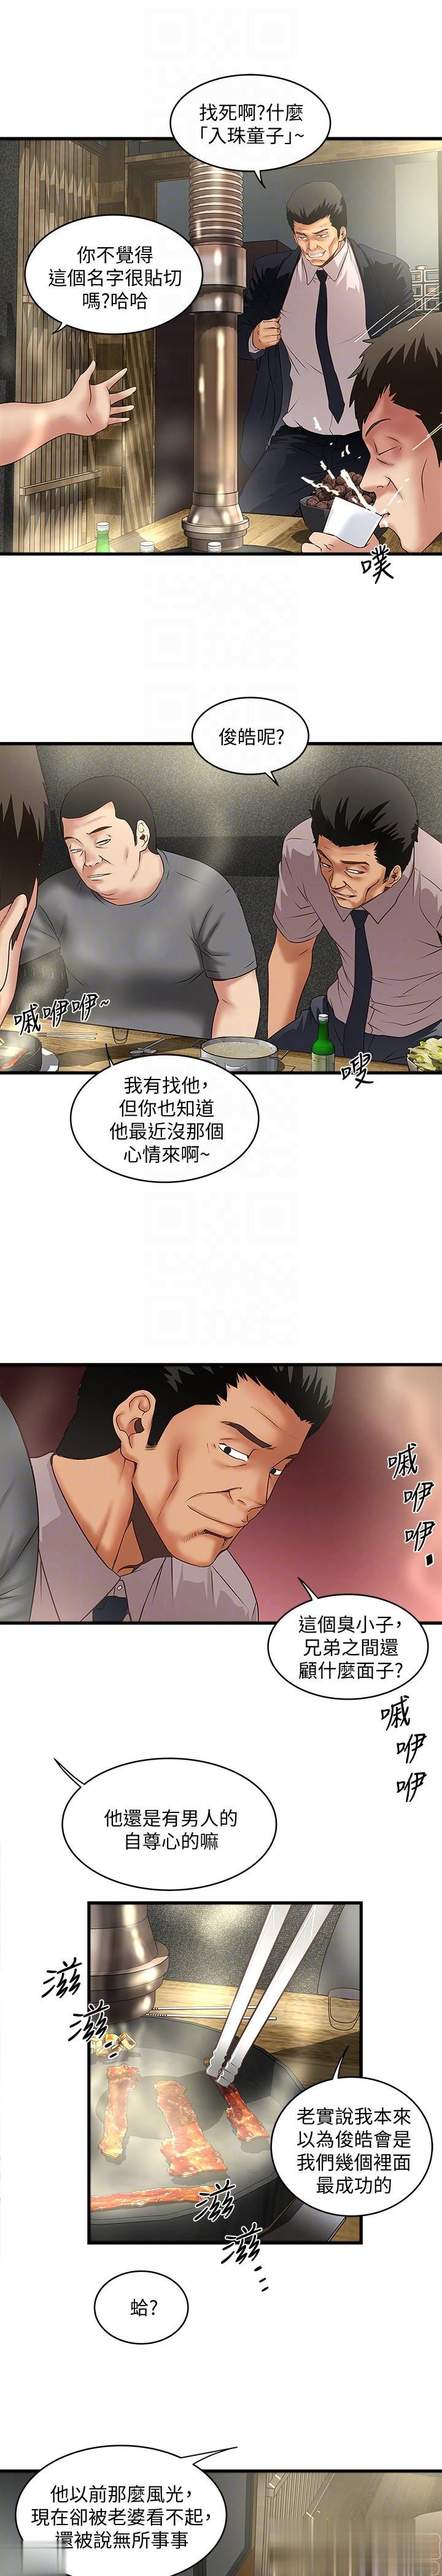 找死啊?什麼
「入珠童子」~
你不覺得
這個名字很貼切
嗎?哈哈
噗
俊皓呢?
嘁咿咿~
嗖
我有找他，
但你也知道
他最近沒那個
心情來啊~
嘁
咿
咿
這個臭小子，
兄弟之間還
顧什麼面子?
嘁
咿
咿
他還是有男人的
自尊心的嘛
滋
滋
老實說我本來
以為俊皓會是
我們幾個裡面
最成功的
滋
滋
蛤?
他以前那麼風光，
現在卻被老婆看不起，
還被說無所事事